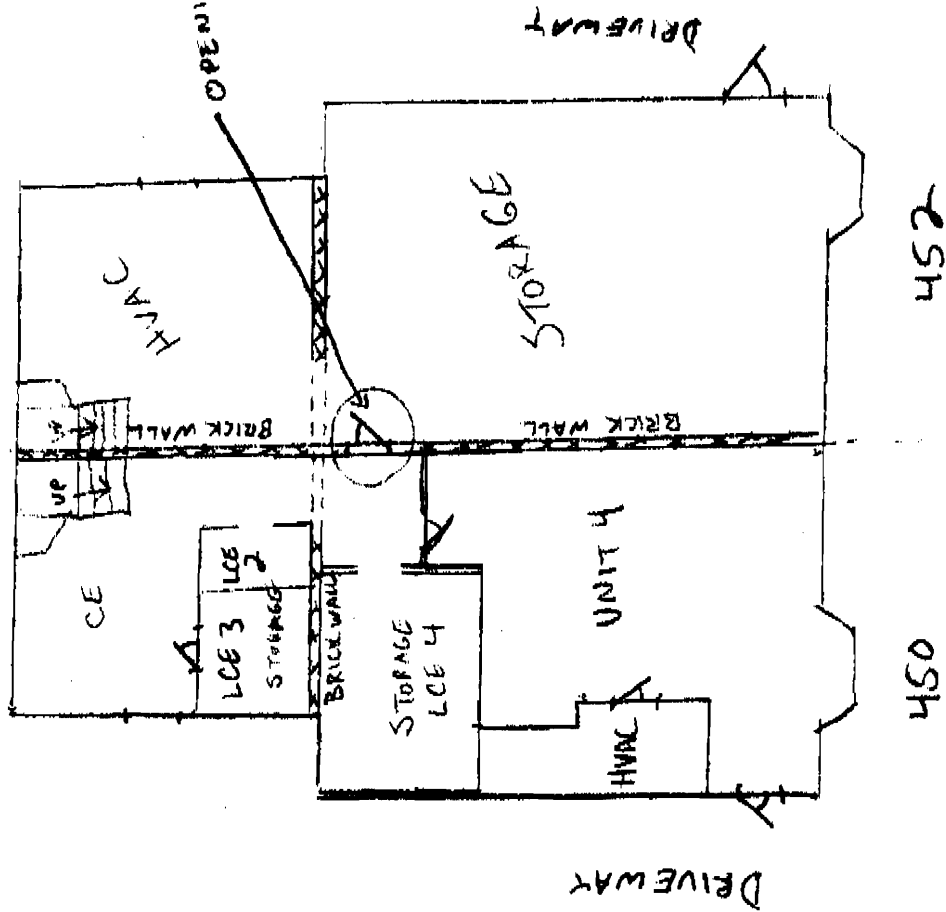 DRIVEWAY
OPENI
HVAC
STORAGE
452
UP
BRICK WALL
BRICK WALL
UP
CE
LCE 2
LCE 3
STORAGE
BRICK WALL
STORAGE
LCE 4
UNIT 4
HVAC
450
DRIVEWAY